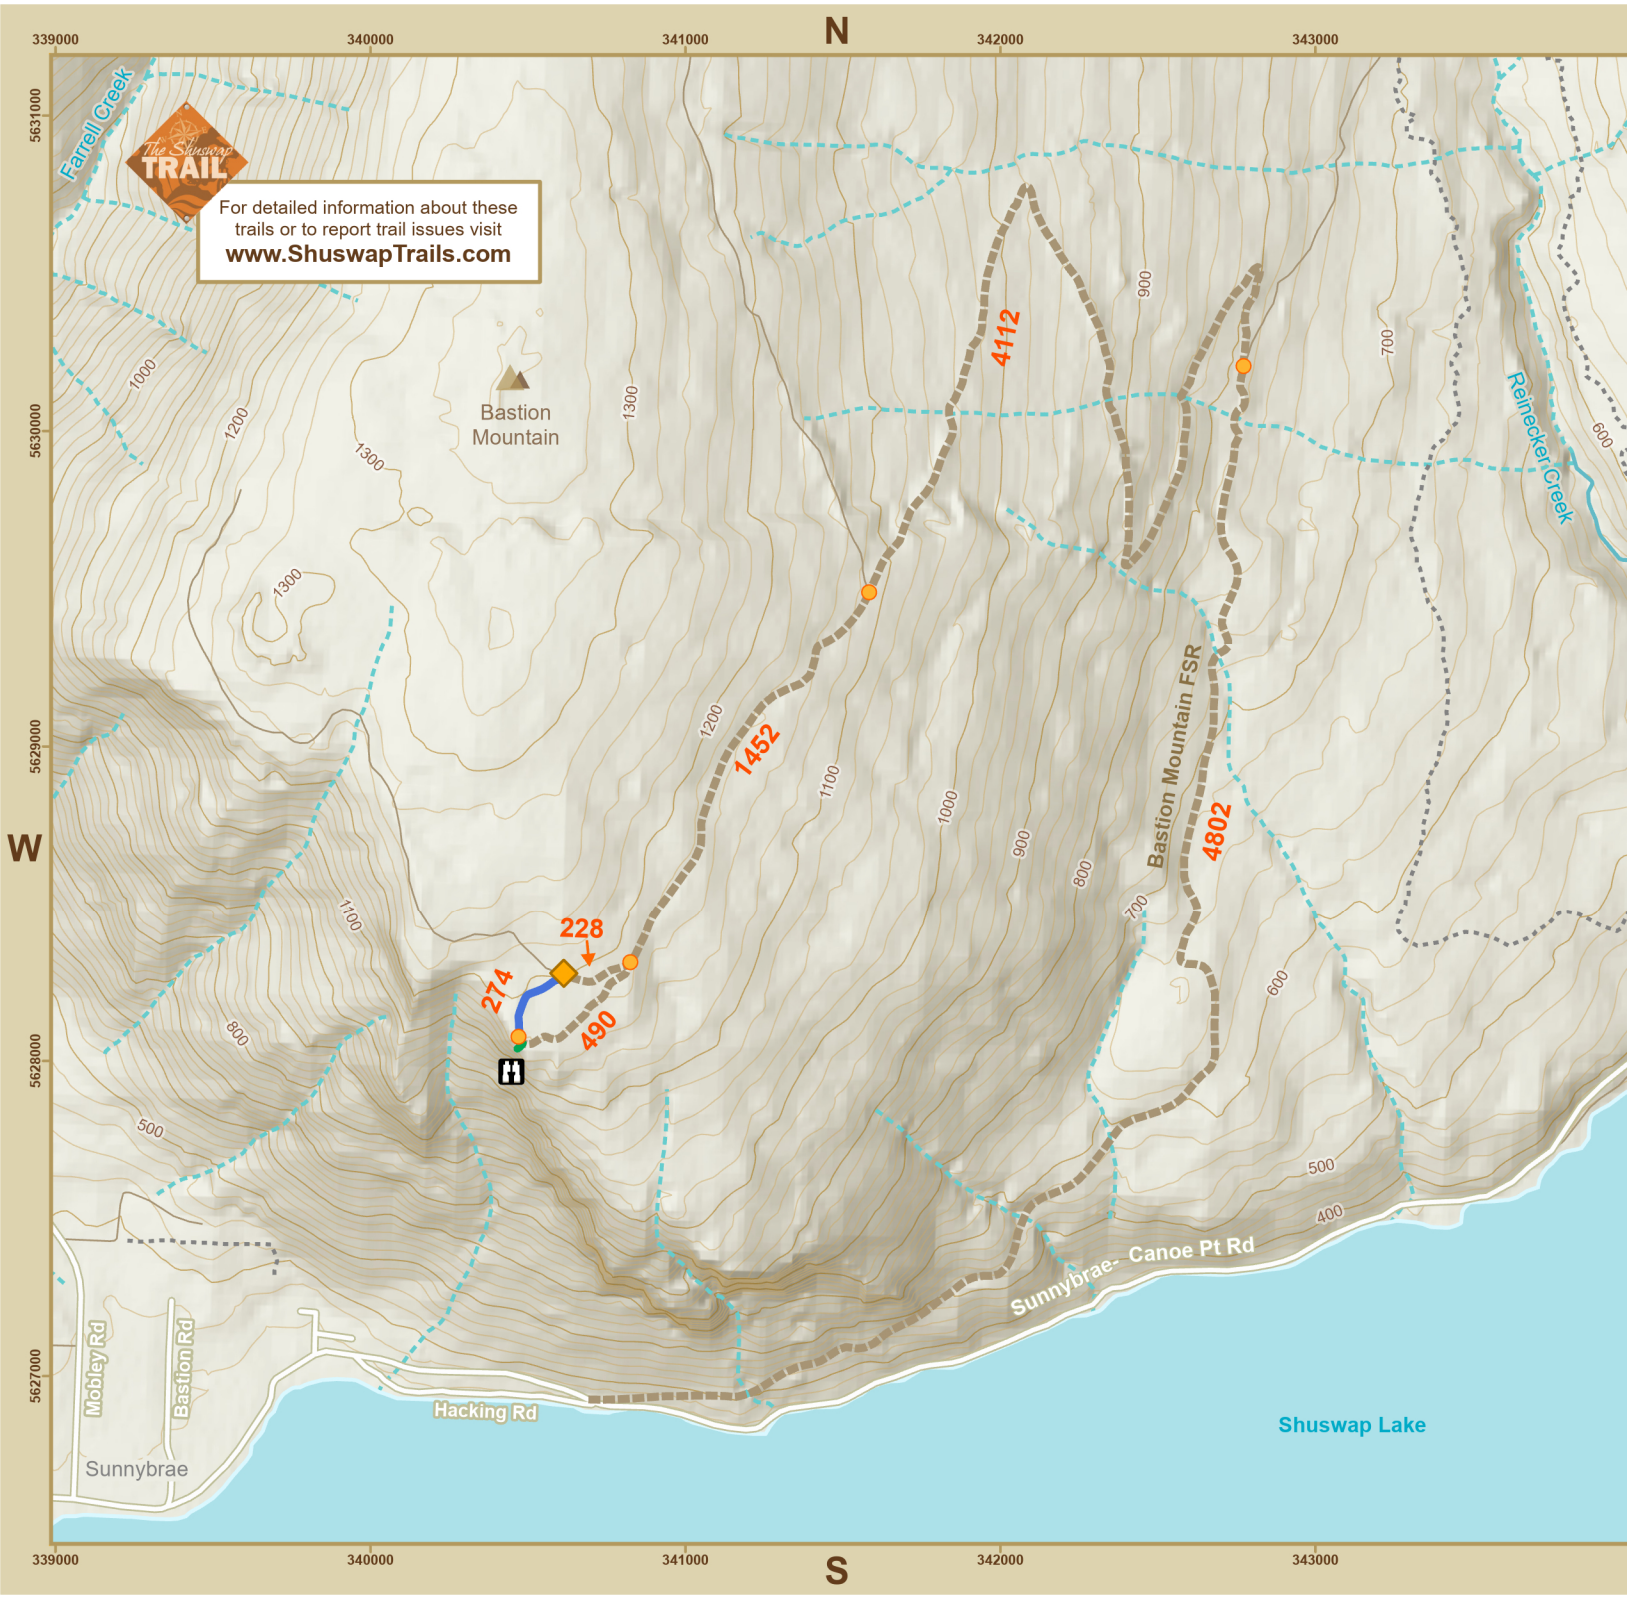 N
339000
340000
341000
342000
343000
5631000
5630000
5629000
5628000
5627000
W
Farrell Creek
The Shuswap
TRAIL
For detailed information about these
trails or to report trail issues visit
www.ShuswapTrails.com
1000
1200
1300
1300
1300
Bastion
Mountain
4112
900
700
Reinecker Creek
600
1200
1452
1100
1000
900
800
700
Bastion Mountain FSR
4802
1100
228
274
490
600
800
500
500
400
Sunnybrae- Canoe Pt Rd
Mobley Rd
Bastion Rd
Hacking Rd
Sunnybrae
Shuswap Lake
339000
340000
341000
342000
343000
S